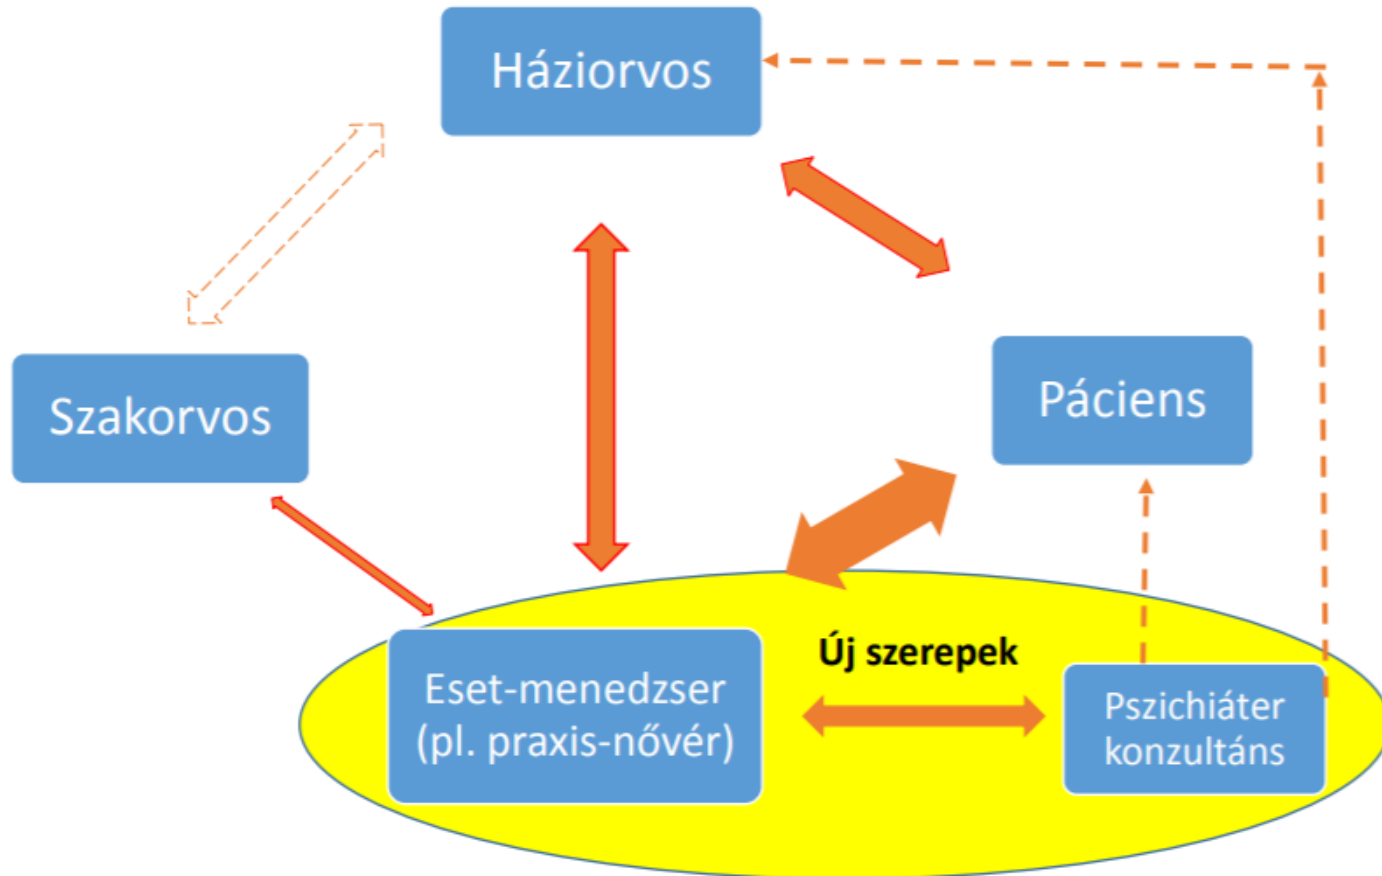 Háziorvos
Szakorvos
Páciens
Új szerepek
Eset-menedzser
(pl. praxis-nővér)
Pszichiáter
konzultáns